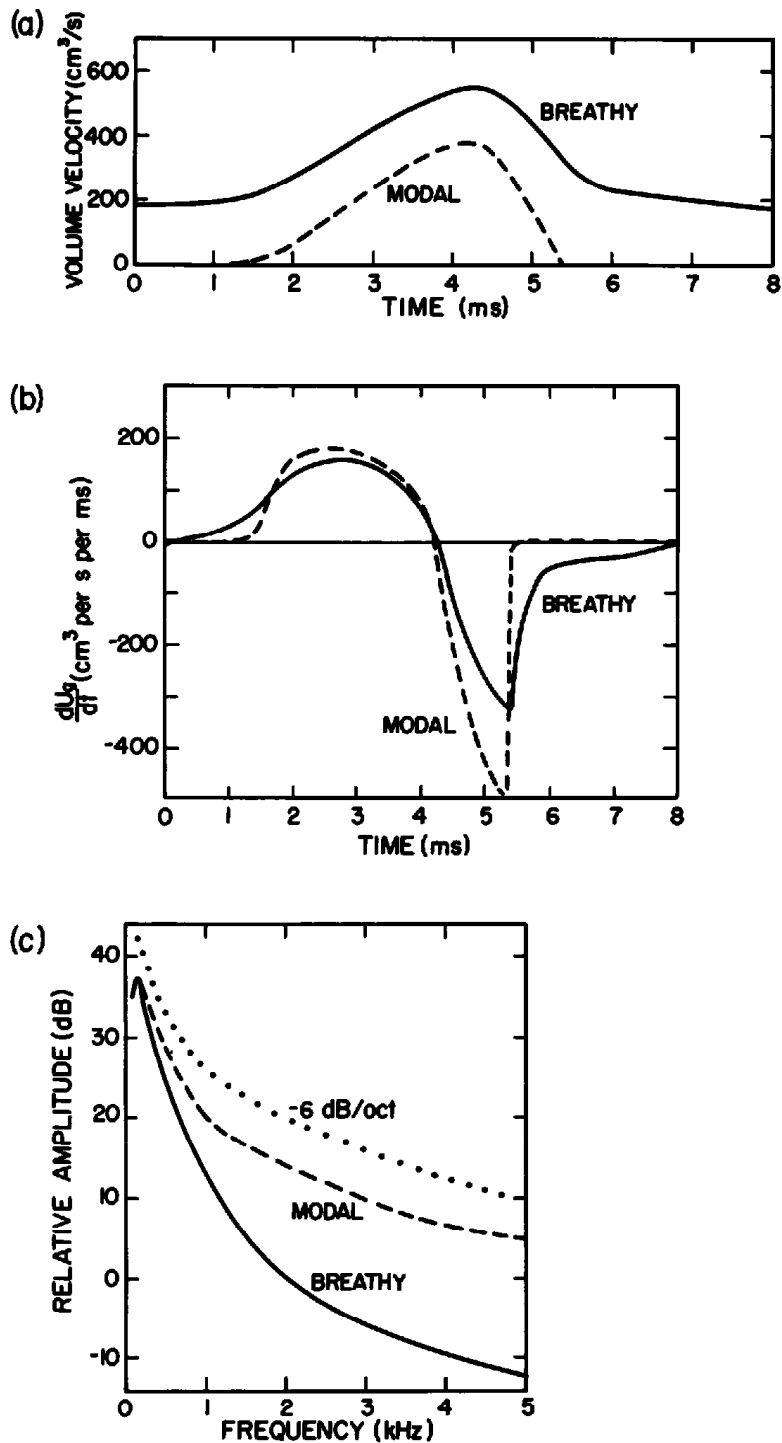 (a)
VOLUME VELOCITY (cm³/s)
600
400
200
0
BREATHY
MODAL
0 1 2 3 4 5 6 7 8
TIME (ms)
(b)
dUg/dt (cm³ per s per ms)
200
0
-200
-400
BREATHY
MODAL
0 1 2 3 4 5 6 7 8
TIME (ms)
(c)
RELATIVE AMPLITUDE (dB)
40
30
20
10
0
-10
-6 dB/oct
MODAL
BREATHY
0 1 2 3 4 5
FREQUENCY (kHz)